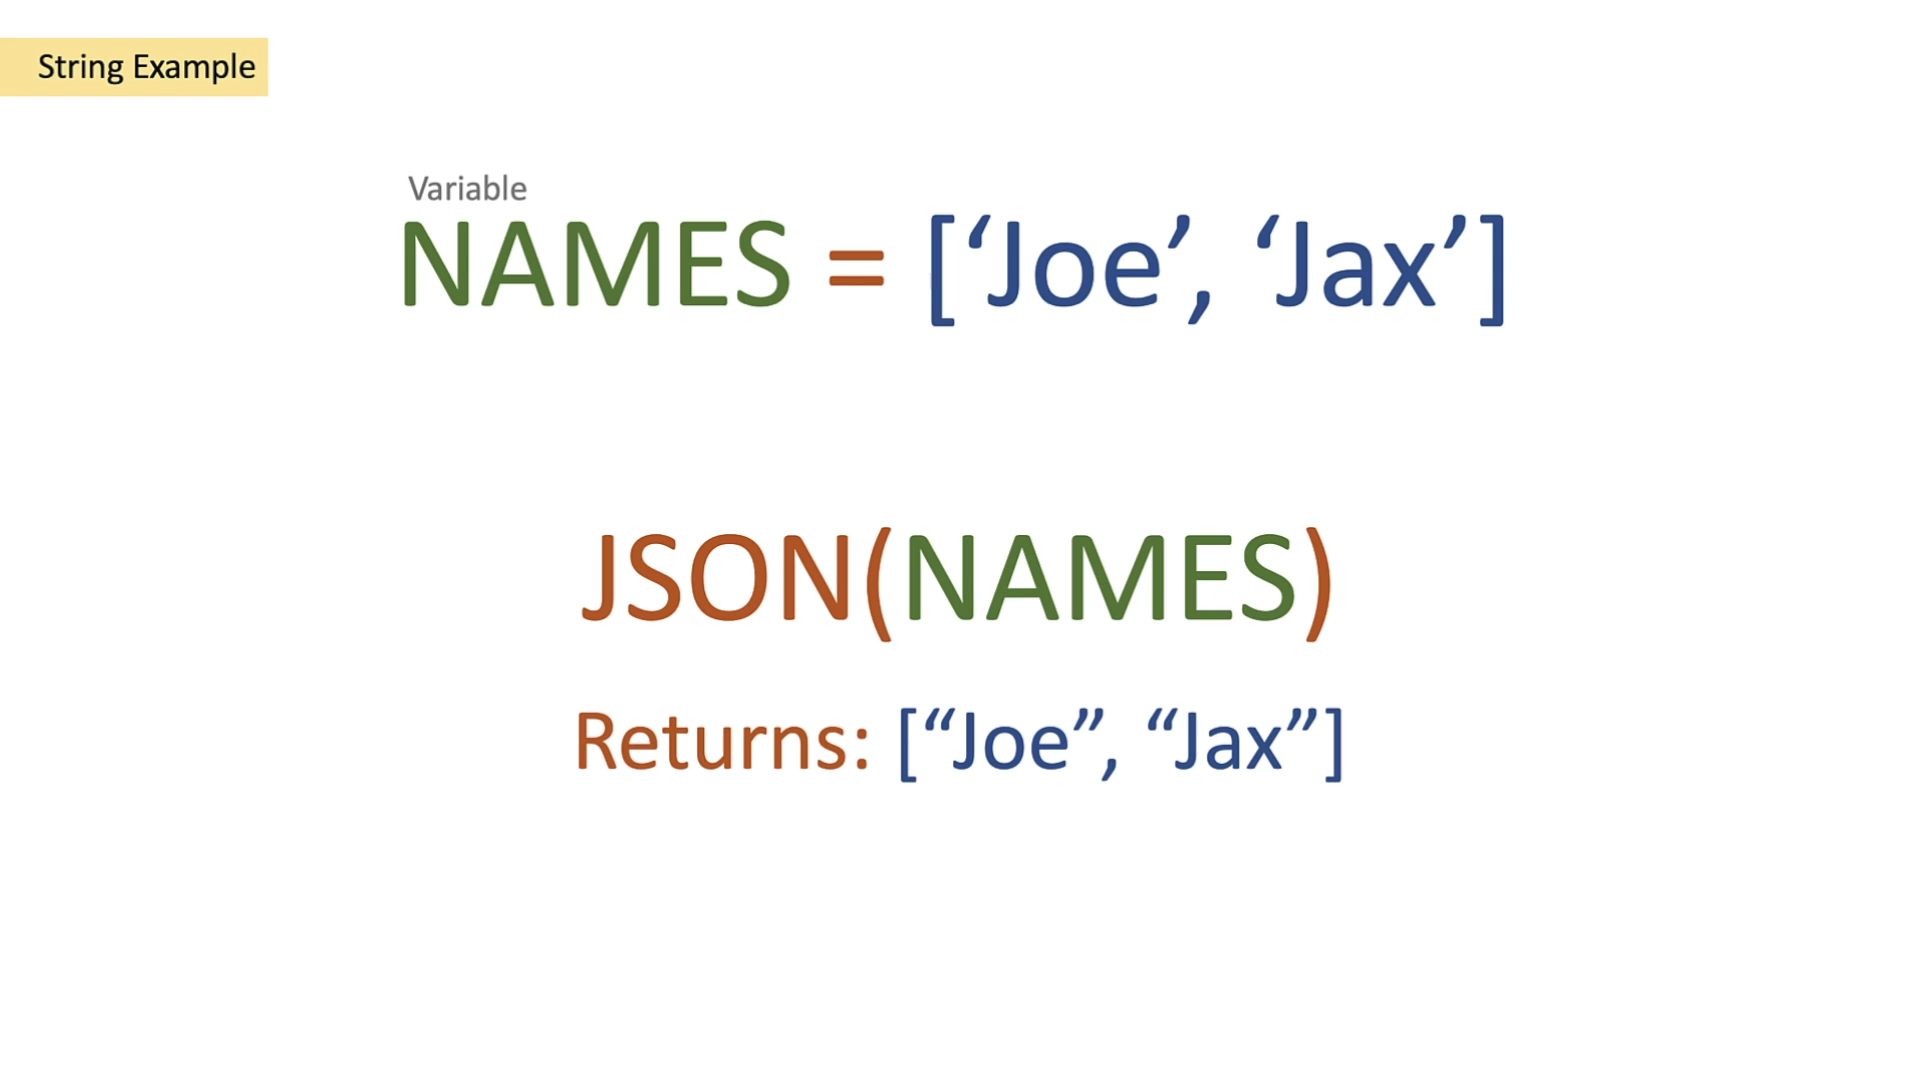 String Example
Variable
NAMES = [‘Joe’, ‘Jax’]
JSON(NAMES)
Returns: [“Joe”, “Jax”]